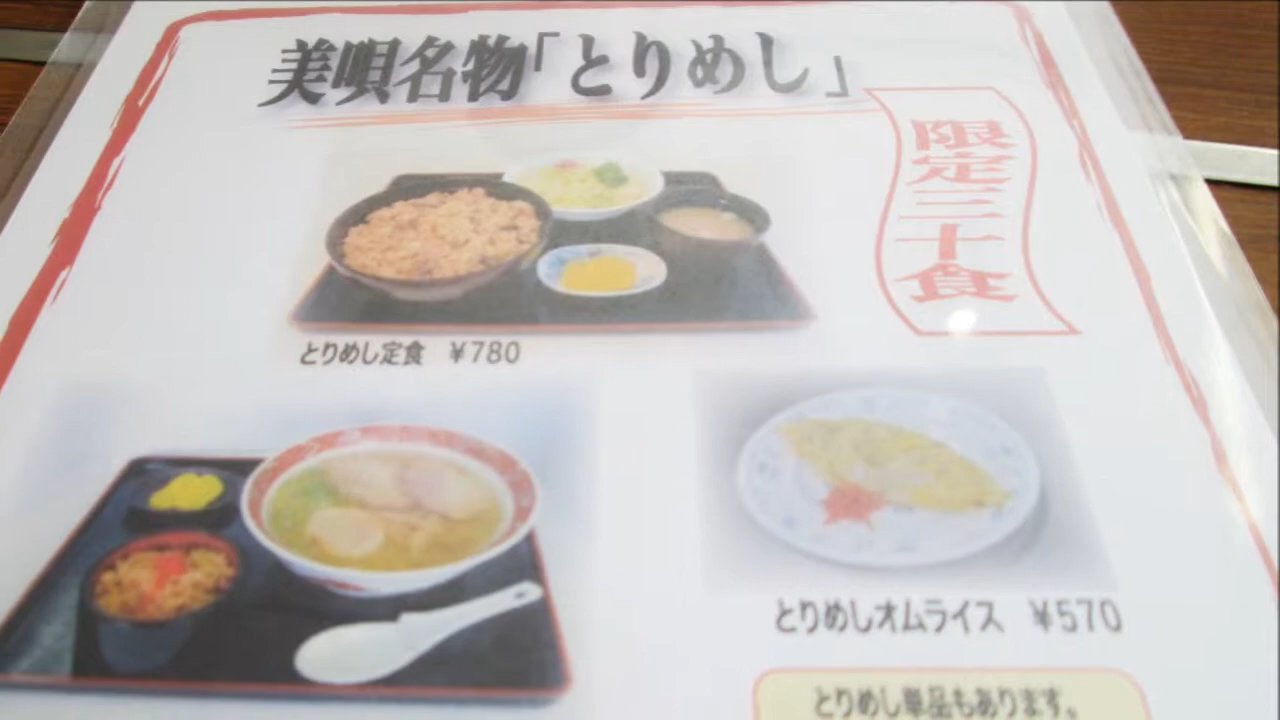 美唄名物「とりめし」
限定三十食
とりめし定食 ¥780
とりめしオムライス ¥570
とりめし単品もあります。